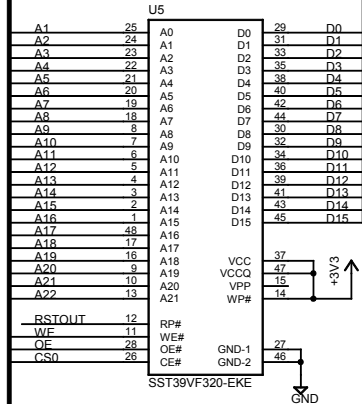 U5
A1 25 A0 D0 29 D0
A2 24 A1 D1 31 D1
A3 23 A2 D2 33 D2
A4 22 A3 D3 35 D3
A5 21 A4 D4 38 D4
A6 20 A5 D5 40 D5
A7 19 A6 D6 42 D6
A8 18 A7 D7 44 D7
A9 8 A8 D8 30 D8
A10 7 A9 D9 32 D9
A11 6 A10 D10 34 D10
A12 5 A11 D11 36 D11
A13 4 A12 D12 39 D12
A14 3 A13 D13 41 D13
A15 2 A14 D14 43 D14
A16 1 A15 D15 45 D15
A17 48 A16
A18 17 A17
A19 16 A18 VCC 37
A20 9 A19 VCCQ 47
A21 10 A20 VPP 15
A22 13 A21 WP# 14
+3V3
RSTOUT 12 RP#
WE 11 WE#
OE 28 OE# GND-1 27
CS0 26 CE# GND-2 46
SST39VF320-EKE
GND